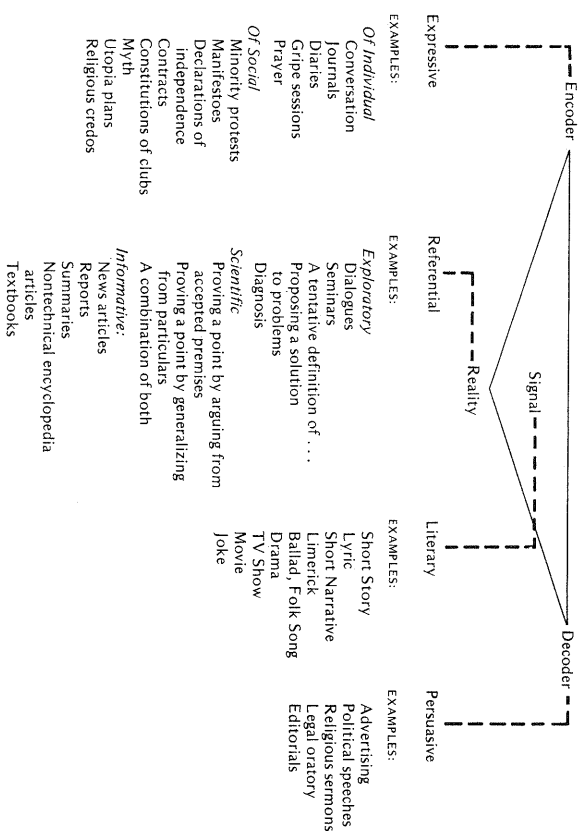 Encoder
Decoder
Signal
Reality
Expressive
EXAMPLES:
Of Individual
Conversation
Journals
Diaries
Gripe sessions
Prayer
Of Social
Minority protests
Manifestoes
Declarations of
independence
Contracts
Constitutions of clubs
Myth
Utopia plans
Religious credos
Referential
EXAMPLES:
Exploratory
Dialogues
Seminars
A tentative definition of . . .
Proposing a solution
to problems
Diagnosis
Scientific
Proving a point by arguing from
accepted premises
Proving a point by generalizing
from particulars
A combination of both
Informative:
News articles
Reports
Summaries
Nontechnical encyclopedia
articles
Textbooks
Literary
EXAMPLES:
Short Story
Lyric
Short Narrative
Limerick
Ballad, Folk Song
Drama
TV Show
Movie
Joke
Persuasive
EXAMPLES:
Advertising
Political speeches
Religious sermons
Legal oratory
Editorials